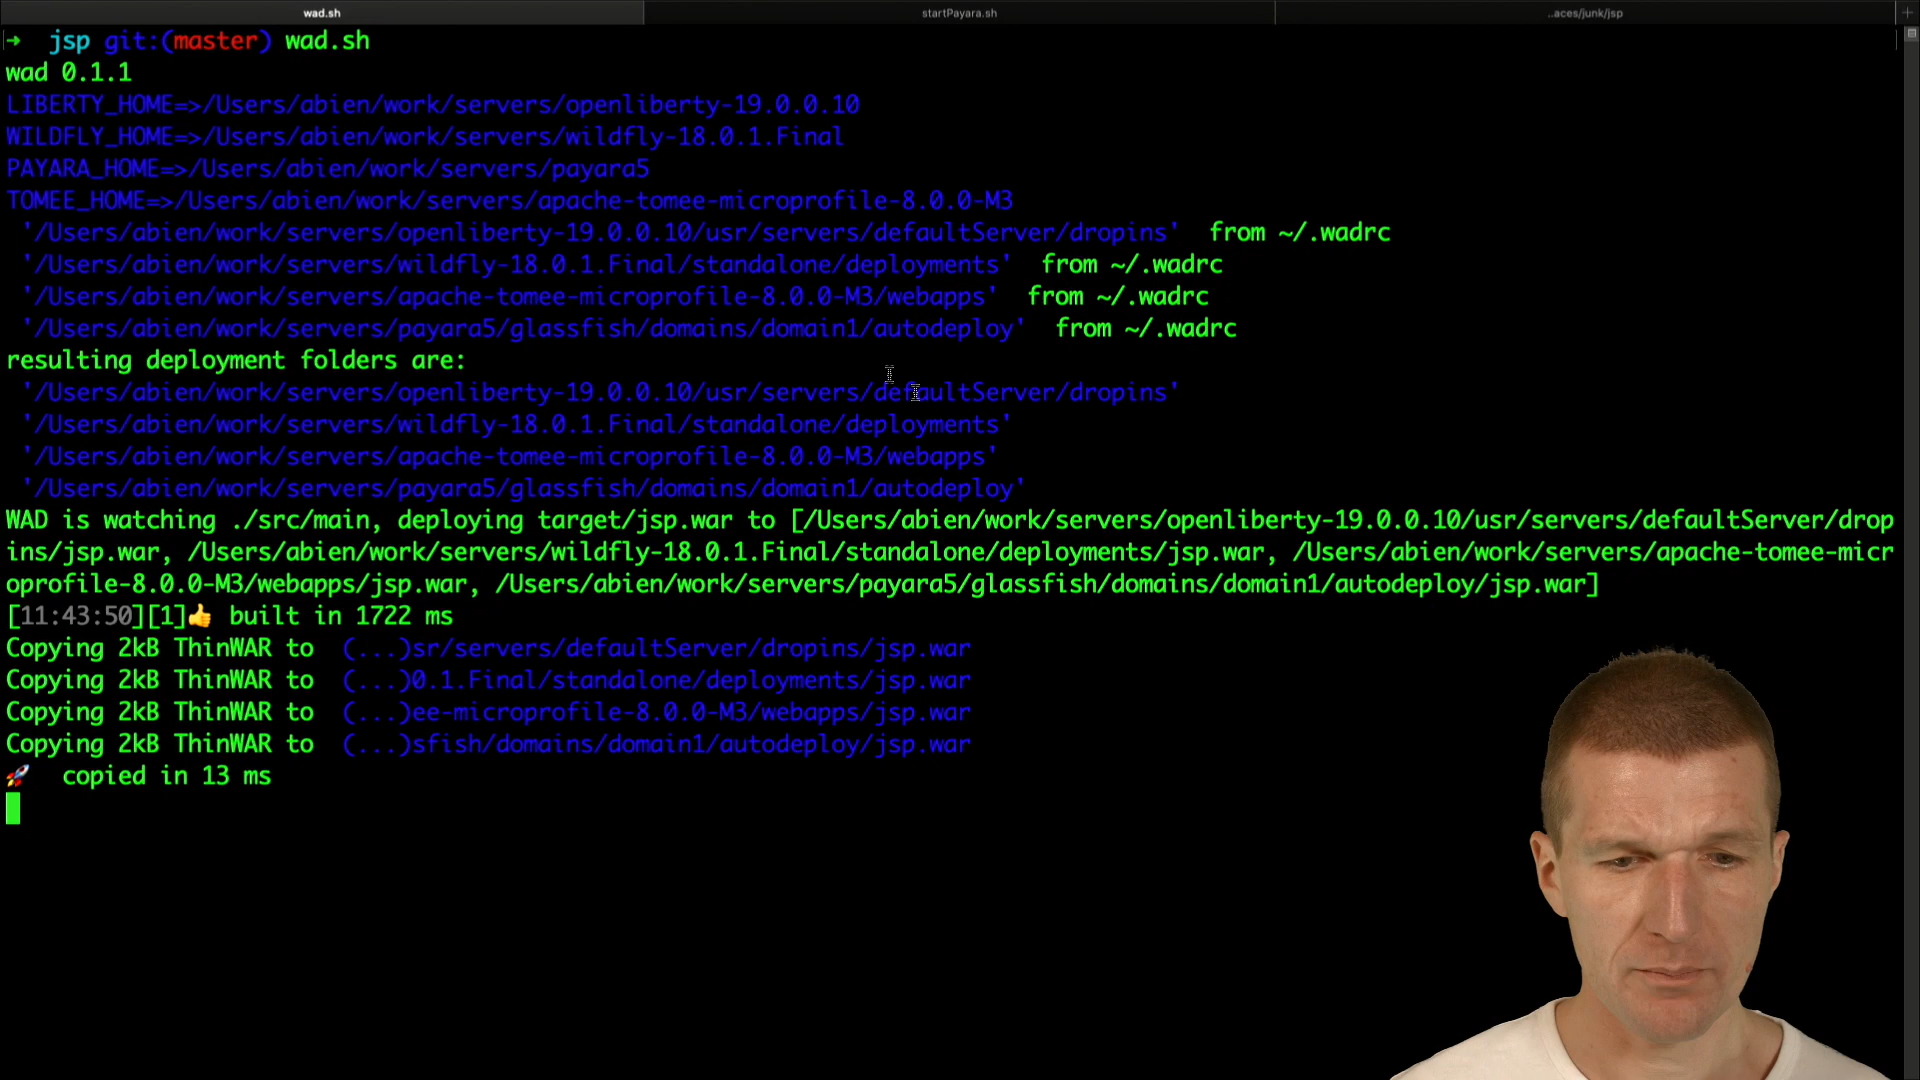 wad.sh
startPayara.sh
..aces/junk/jsp
→ jsp git:(master) wad.sh
wad 0.1.1
LIBERTY_HOME=>/Users/abien/work/servers/openliberty-19.0.0.10
WILDFLY_HOME=>/Users/abien/work/servers/wildfly-18.0.1.Final
PAYARA_HOME=>/Users/abien/work/servers/payara5
TOMEE_HOME=>/Users/abien/work/servers/apache-tomee-microprofile-8.0.0-M3
'/Users/abien/work/servers/openliberty-19.0.0.10/usr/servers/defaultServer/dropins' from ~/.wadrc
'/Users/abien/work/servers/wildfly-18.0.1.Final/standalone/deployments' from ~/.wadrc
'/Users/abien/work/servers/apache-tomee-microprofile-8.0.0-M3/webapps' from ~/.wadrc
'/Users/abien/work/servers/payara5/glassfish/domains/domain1/autodeploy' from ~/.wadrc
resulting deployment folders are:
'/Users/abien/work/servers/openliberty-19.0.0.10/usr/servers/defaultServer/dropins'
'/Users/abien/work/servers/wildfly-18.0.1.Final/standalone/deployments'
'/Users/abien/work/servers/apache-tomee-microprofile-8.0.0-M3/webapps'
'/Users/abien/work/servers/payara5/glassfish/domains/domain1/autodeploy'
WAD is watching ./src/main, deploying target/jsp.war to [/Users/abien/work/servers/openliberty-19.0.0.10/usr/servers/defaultServer/drop
ins/jsp.war, /Users/abien/work/servers/wildfly-18.0.1.Final/standalone/deployments/jsp.war, /Users/abien/work/servers/apache-tomee-micr
oprofile-8.0.0-M3/webapps/jsp.war, /Users/abien/work/servers/payara5/glassfish/domains/domain1/autodeploy/jsp.war]
[11:43:50][1]👍 built in 1722 ms
Copying 2kB ThinWAR to (...)sr/servers/defaultServer/dropins/jsp.war
Copying 2kB ThinWAR to (...)0.1.Final/standalone/deployments/jsp.war
Copying 2kB ThinWAR to (...)ee-microprofile-8.0.0-M3/webapps/jsp.war
Copying 2kB ThinWAR to (...)sfish/domains/domain1/autodeploy/jsp.war
🚀 copied in 13 ms